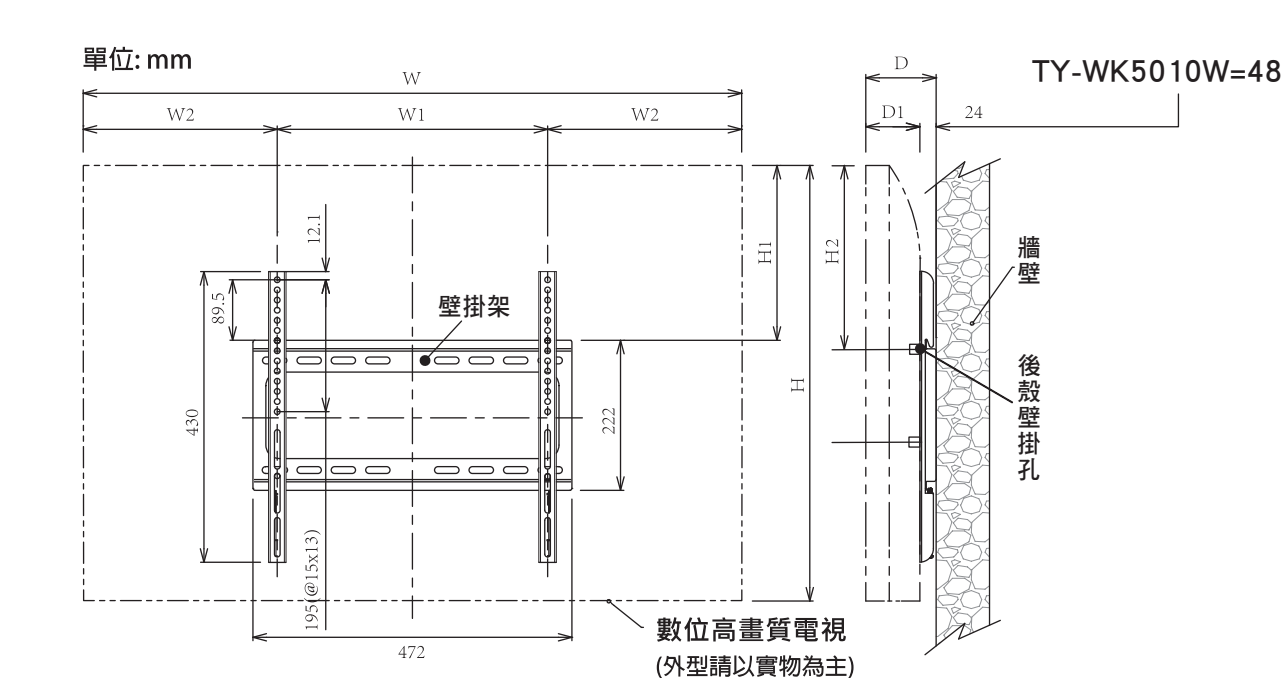 單位: mm
W
D
TY-WK5010W=48
W2
W1
W2
D1
24
12.1
H1
H2
牆壁
89.5
壁掛架
H
後殼壁掛孔
430
222
195(@15x13)
472
數位高畫質電視
(外型請以實物為主)